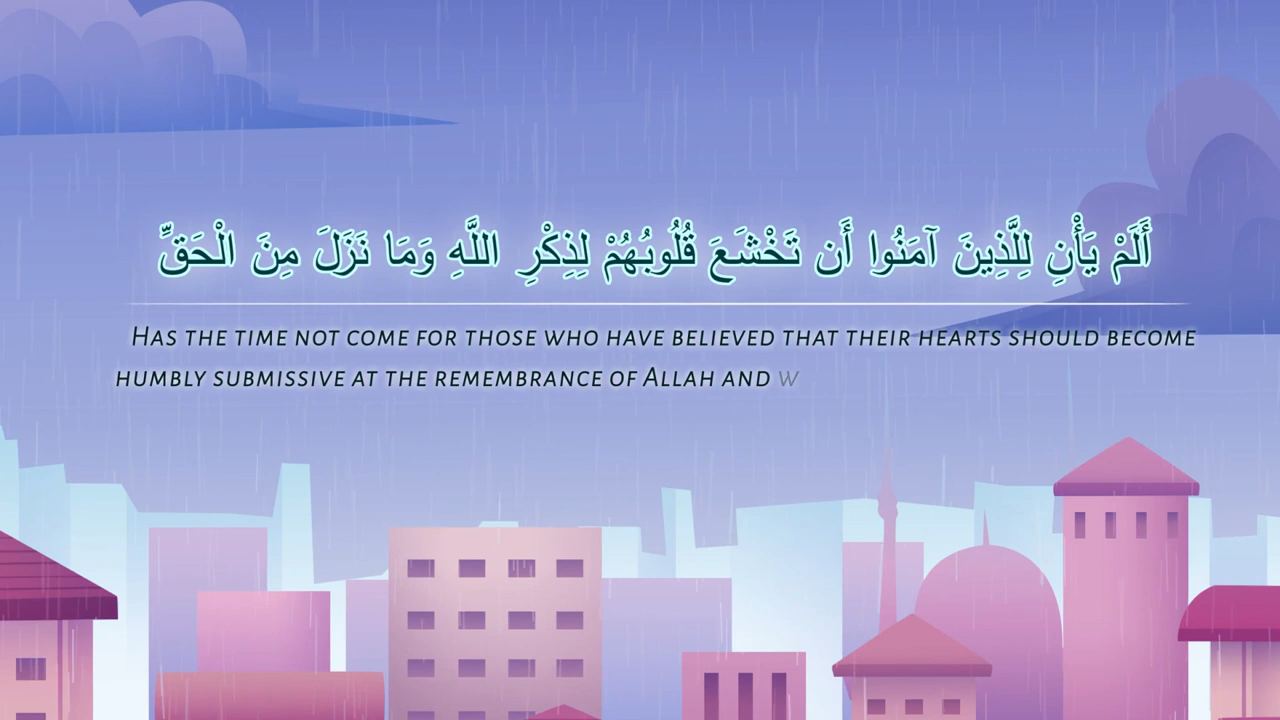 أَلَمْ يَأْنِ لِلَّذِينَ آمَنُوا أَن تَخْشَعَ قُلُوبُهُمْ لِذِكْرِ اللَّهِ وَمَا نَزَلَ مِنَ الْحَقِّ
Has the time not come for those who have believed that their hearts should become
humbly submissive at the remembrance of Allah and w